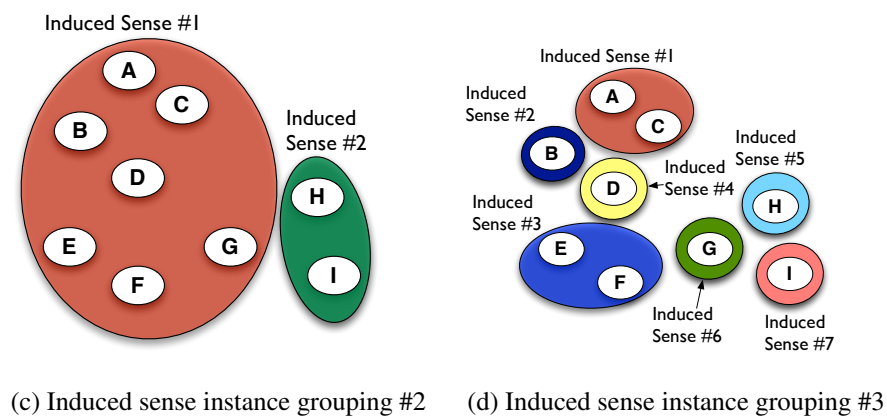 Induced Sense #1
A
C
B
D
E
G
F
Induced
Sense #2
H
I
(c) Induced sense instance grouping #2
Induced Sense #1
A
C
Induced
Sense #2
B
D
Induced
Sense #4
Induced
Sense #5
H
Induced
Sense #3
E
F
G
I
Induced
Sense #6
Induced
Sense #7
(d) Induced sense instance grouping #3